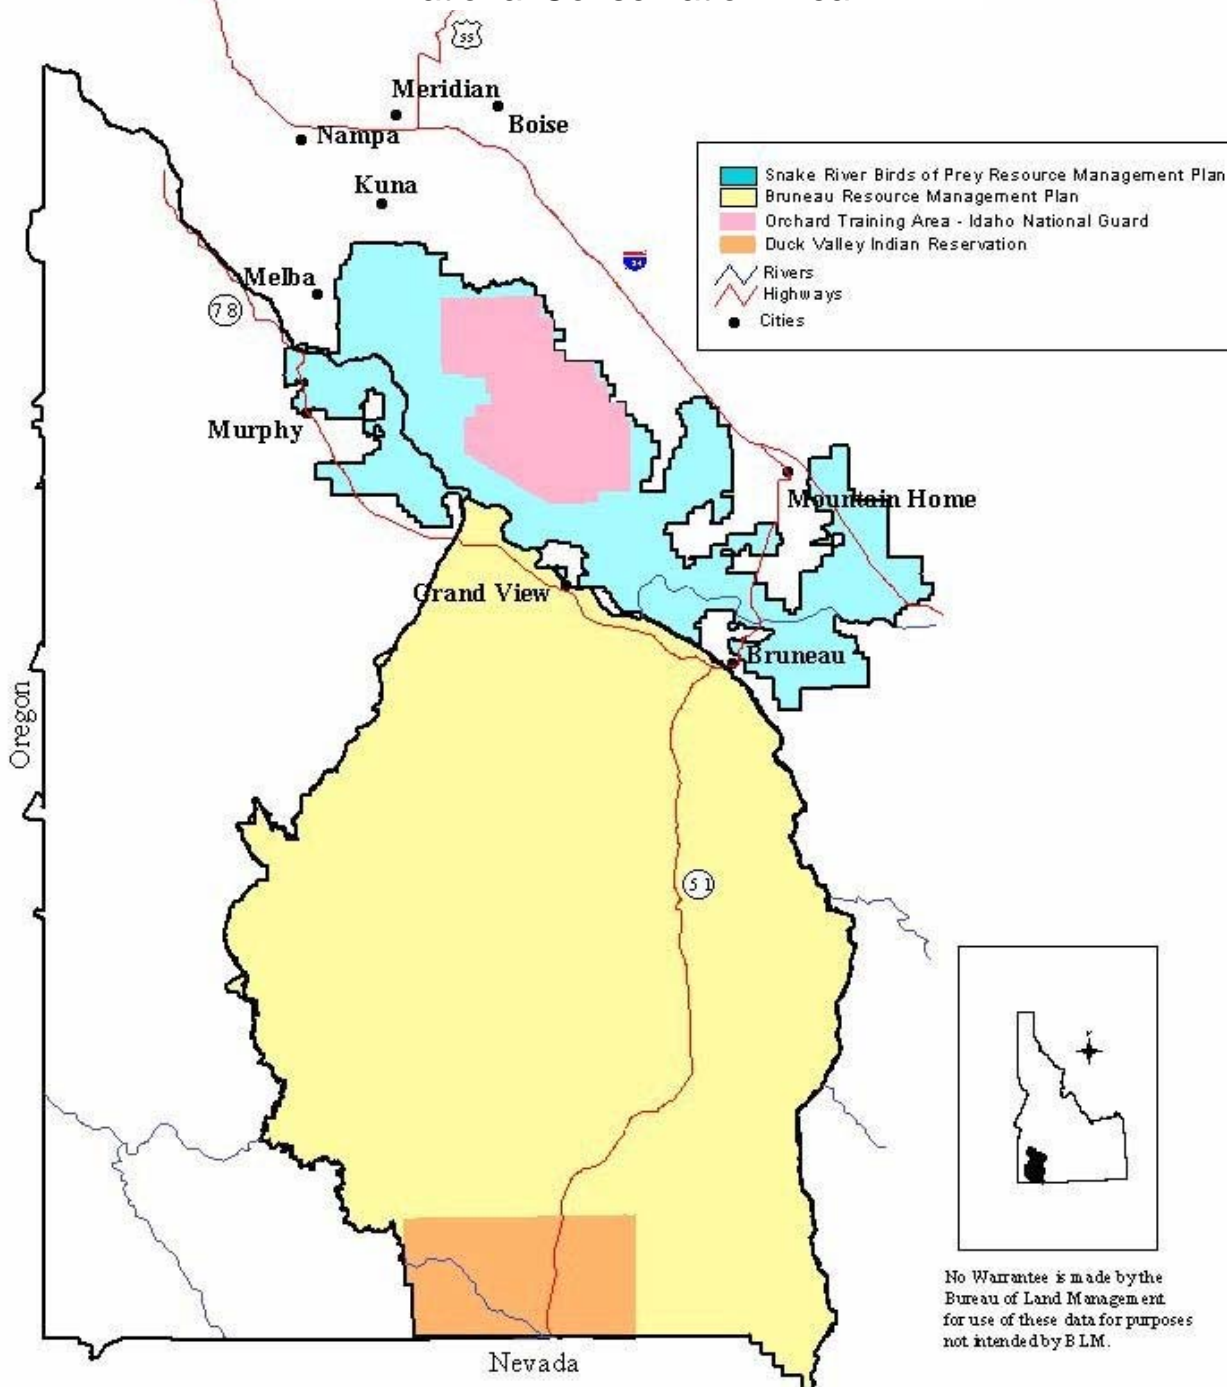 55
Meridian
Boise
Nampa
Kuna
Snake River Birds of Prey Resource Management Plan
Bruneau Resource Management Plan
Orchard Training Area - Idaho National Guard
Duck Valley Indian Reservation
Rivers
Highways
Cities
Melba
78
Murphy
Mountain Home
Grand View
Bruneau
Oregon
51
No Warrantee is made by the
Bureau of Land Management
for use of these data for purposes
not intended by BLM.
Nevada